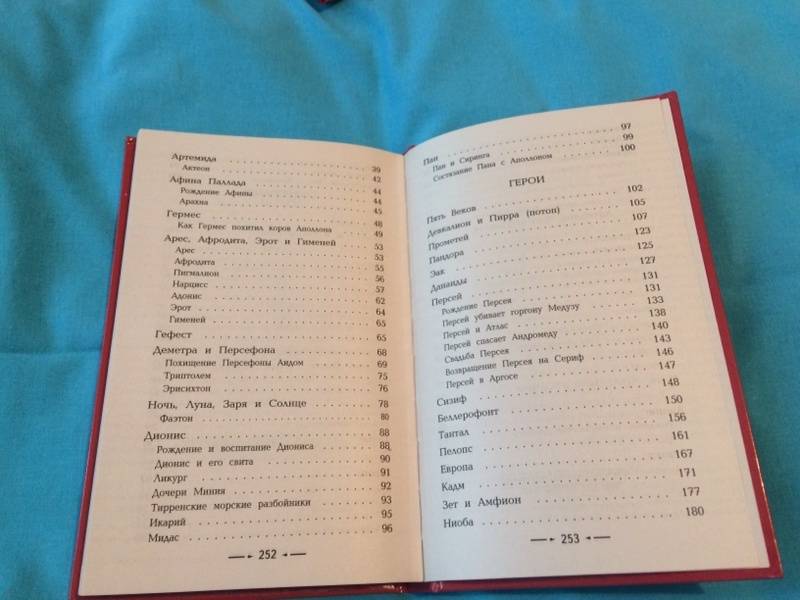 Артемида 39
Актеон 42
Афина Паллада 44
Рождение Афины 44
Арахна 45
Гермес 48
Как Гермес похитил коров Аполлона 49
Арес, Афродита, Эрот и Гименей 53
Арес 53
Афродита 55
Пигмалион 56
Нарцисс 57
Адонис 62
Эрот 64
Гименей 65
Гефест 65
Деметра и Персефона 68
Похищение Персефоны Аидом 69
Триптолем 75
Эрисихтон 76
Ночь, Луна, Заря и Солнце 78
Фаэтон 80
Дионис 88
Рождение и воспитание Диониса 88
Дионис и его свита 90
Ликург 91
Дочери Миния 92
Тирренские морские разбойники 93
Икарий 95
Мидас 96
252
Пан 97
Пан и Сиринга 99
Состязание Пана с Аполлоном 100
ГЕРОИ
Пять Веков 102
Девкалион и Пирра (потоп) 105
Прометей 107
Пандора 123
Эак 125
Данаиды 127
Персей 131
Рождение Персея 131
Персей убивает горгону Медузу 133
Персей и Атлас 138
Персей спасает Андромеду 140
Свадьба Персея 143
Возвращение Персея на Сериф 146
Персей в Аргосе 147
Сизиф 148
Беллерофонт 150
Тантал 156
Пелопс 161
Европа 167
Кадм 171
Зет и Амфион 177
Ниоба 180
253